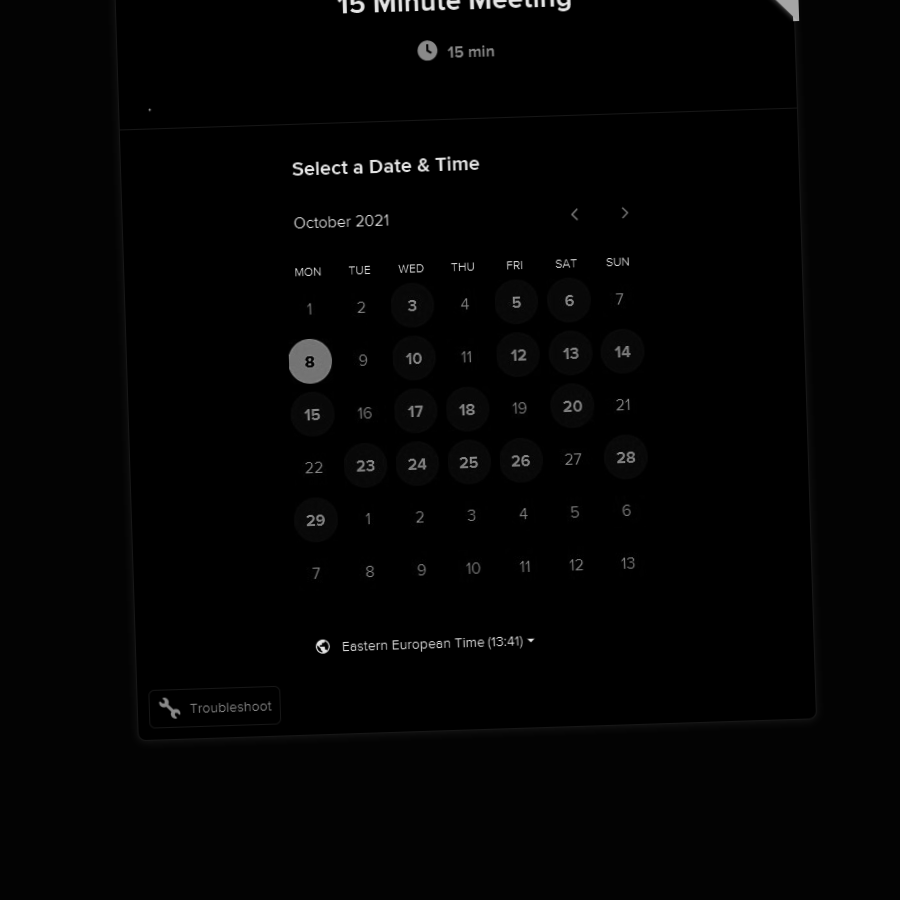 15 Minute Meeting
15 min
Select a Date & Time
October 2021
MON TUE WED THU FRI SAT SUN
1 2 3 4 5 6 7
8 9 10 11 12 13 14
15 16 17 18 19 20 21
22 23 24 25 26 27 28
29 1 2 3 4 5 6
7 8 9 10 11 12 13
Eastern European Time (13:41)
Troubleshoot